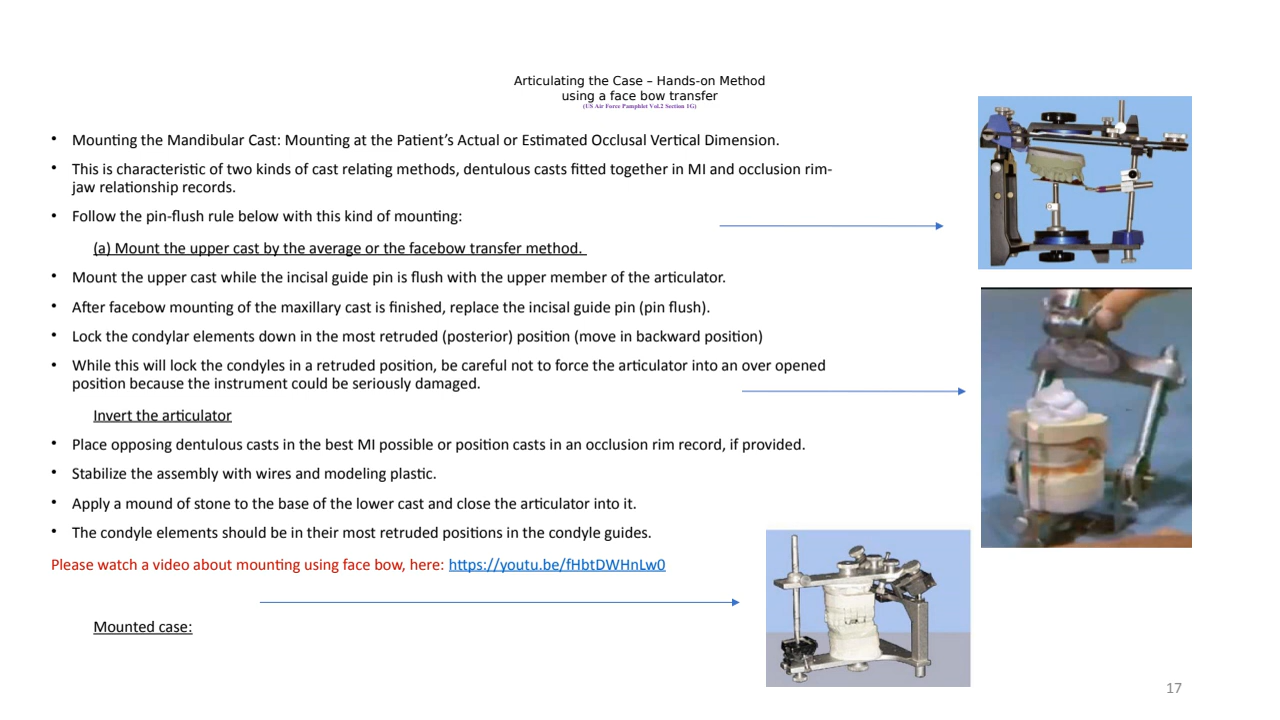 Articulating the Case – Hands-on Method
using a face bow transfer
(US Air Force Pamphlet Vol.2 Section 1G)
• Mounting the Mandibular Cast: Mounting at the Patient's Actual or Estimated Occlusal Vertical Dimension.
• This is characteristic of two kinds of cast relating methods, dentulous casts fitted together in MI and occlusion rim-
jaw relationship records.
• Follow the pin-flush rule below with this kind of mounting:
(a) Mount the upper cast by the average or the facebow transfer method.
• Mount the upper cast while the incisal guide pin is flush with the upper member of the articulator.
• After facebow mounting of the maxillary cast is finished, replace the incisal guide pin (pin flush).
• Lock the condylar elements down in the most retruded (posterior) position (move in backward position)
• While this will lock the condyles in a retruded position, be careful not to force the articulator into an over opened
position because the instrument could be seriously damaged.
Invert the articulator
• Place opposing dentulous casts in the best MI possible or position casts in an occlusion rim record, if provided.
• Stabilize the assembly with wires and modeling plastic.
• Apply a mound of stone to the base of the lower cast and close the articulator into it.
• The condyle elements should be in their most retruded positions in the condyle guides.
Please watch a video about mounting using face bow, here: https://youtu.be/fHbtDWHnLw0
Mounted case:
17